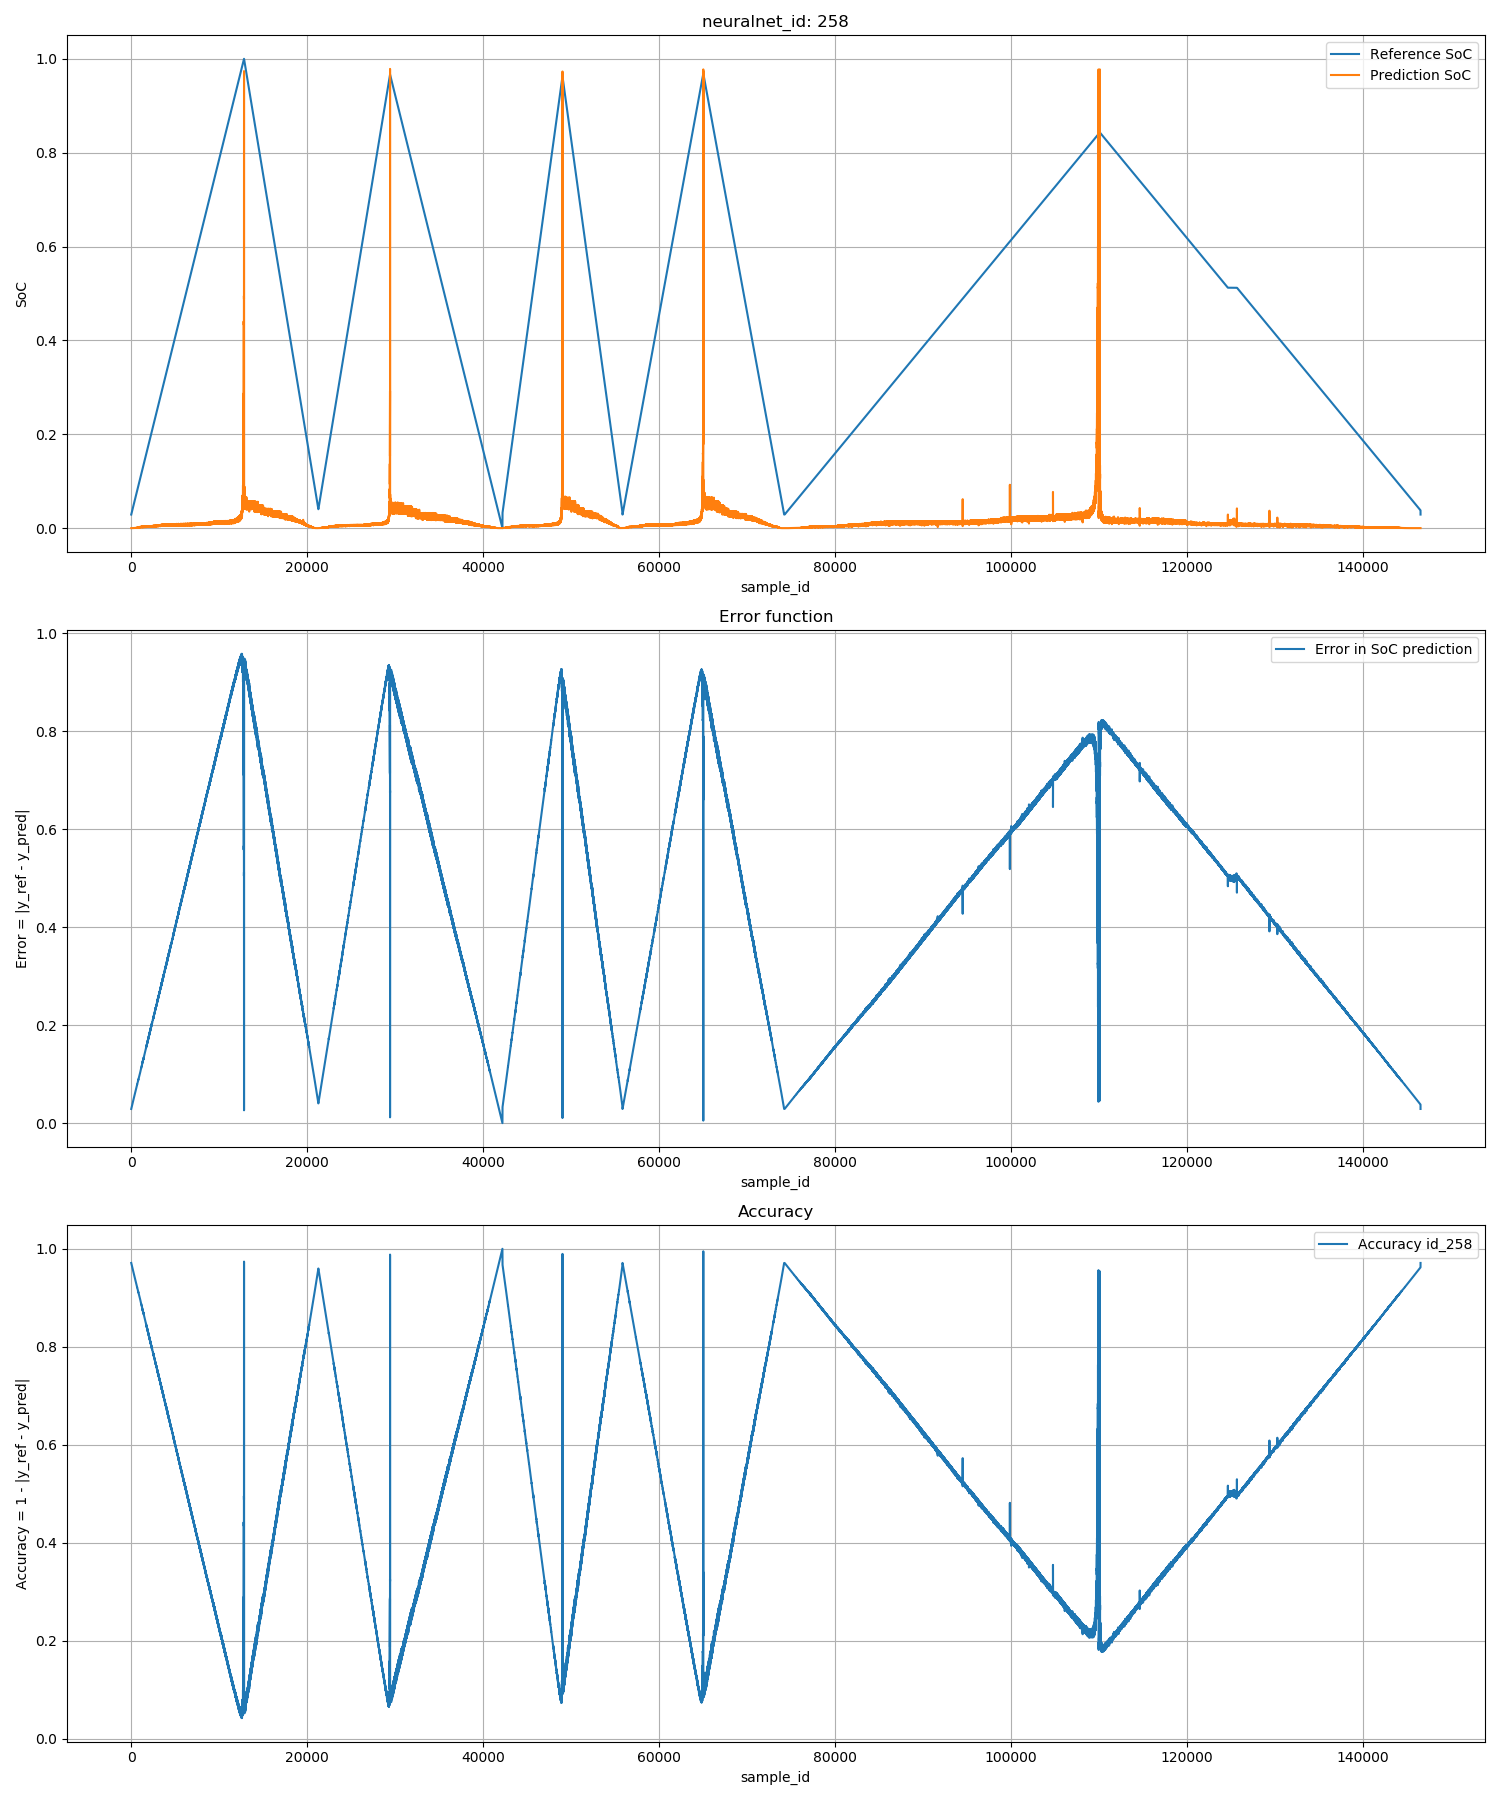 neuralnet_id: 258
Reference SoC
Prediction SoC
1.0
0.8
0.6
0.4
0.2
0.0
SoC
0 20000 40000 60000 80000 100000 120000 140000
sample_id
Error function
Error in SoC prediction
1.0
0.8
0.6
0.4
0.2
0.0
Error = |y_ref - y_pred|
0 20000 40000 60000 80000 100000 120000 140000
sample_id
Accuracy
Accuracy id_258
1.0
0.8
0.6
0.4
0.2
0.0
Accuracy = 1 - |y_ref - y_pred|
0 20000 40000 60000 80000 100000 120000 140000
sample_id